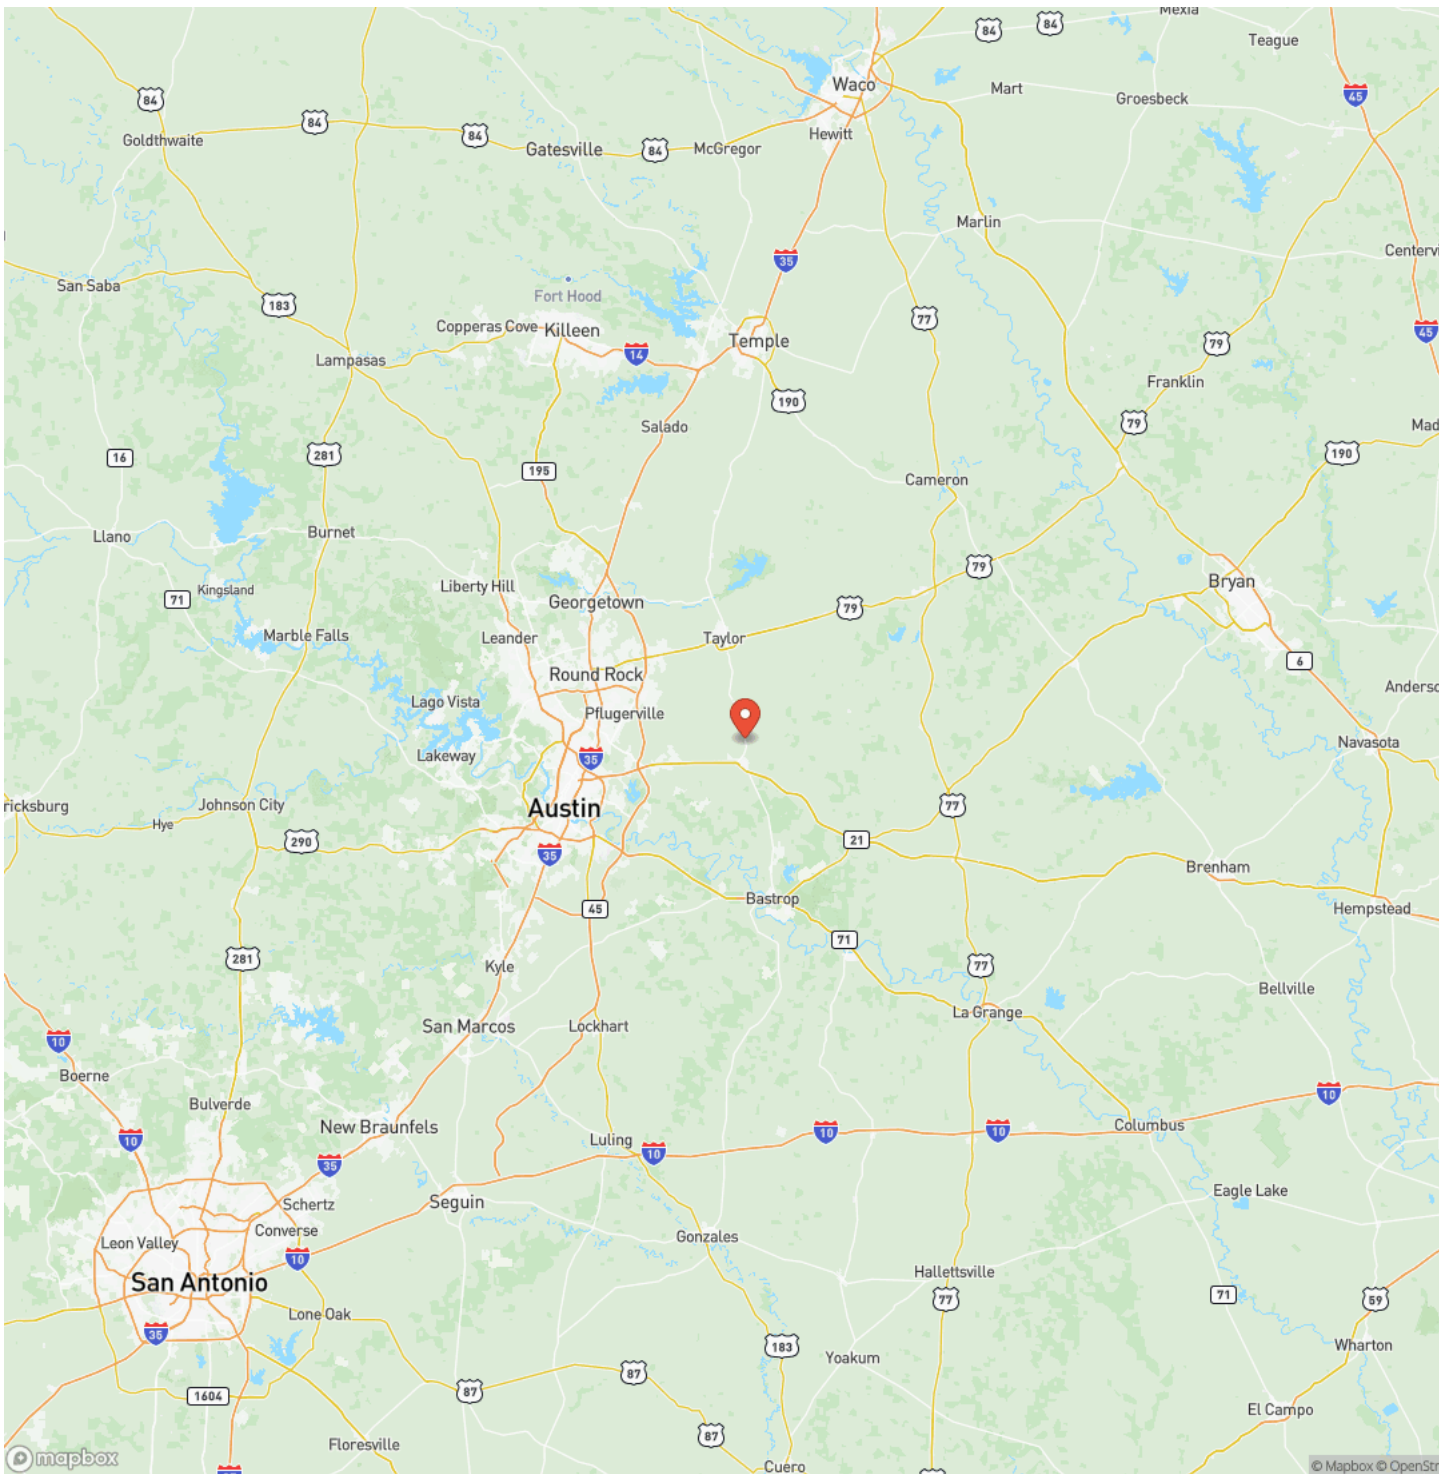 Mexia
84
84
Teague
Waco
Mart
84
45
Groesbeck
84
84
Goldthwaite
84
Hewitt
Gatesville
84
McGregor
Marlin
Centervi
35
San Saba
Fort Hood
183
77
Copperas Cove
Killeen
45
Temple
79
14
Lampasas
Franklin
190
79
Salado
Mad
281
190
16
195
Cameron
Burnet
Llano
79
Bryan
Liberty Hill
Kingsland
71
Georgetown
79
Marble Falls
Leander
Taylor
6
Round Rock
Anderso
Lago Vista
Pflugerville
Navasota
Lakeway
35
ricksburg
Johnson City
Austin
77
Hye
290
21
35
Brenham
Bastrop
45
Hempstead
71
281
Kyle
77
Bellville
La Grange
San Marcos
Lockhart
10
Boerne
10
Bulverde
New Braunfels
Columbus
10
Luling
10
10
10
35
Eagle Lake
Schertz
Seguin
Converse
Gonzales
Leon Valley
10
Hallettsville
San Antonio
71
77
59
Lone Oak
35
183
Wharton
Yoakum
87
87
1604
El Campo
87
Floresville
mapbox
Cuero
© Mapbox © OpenStr